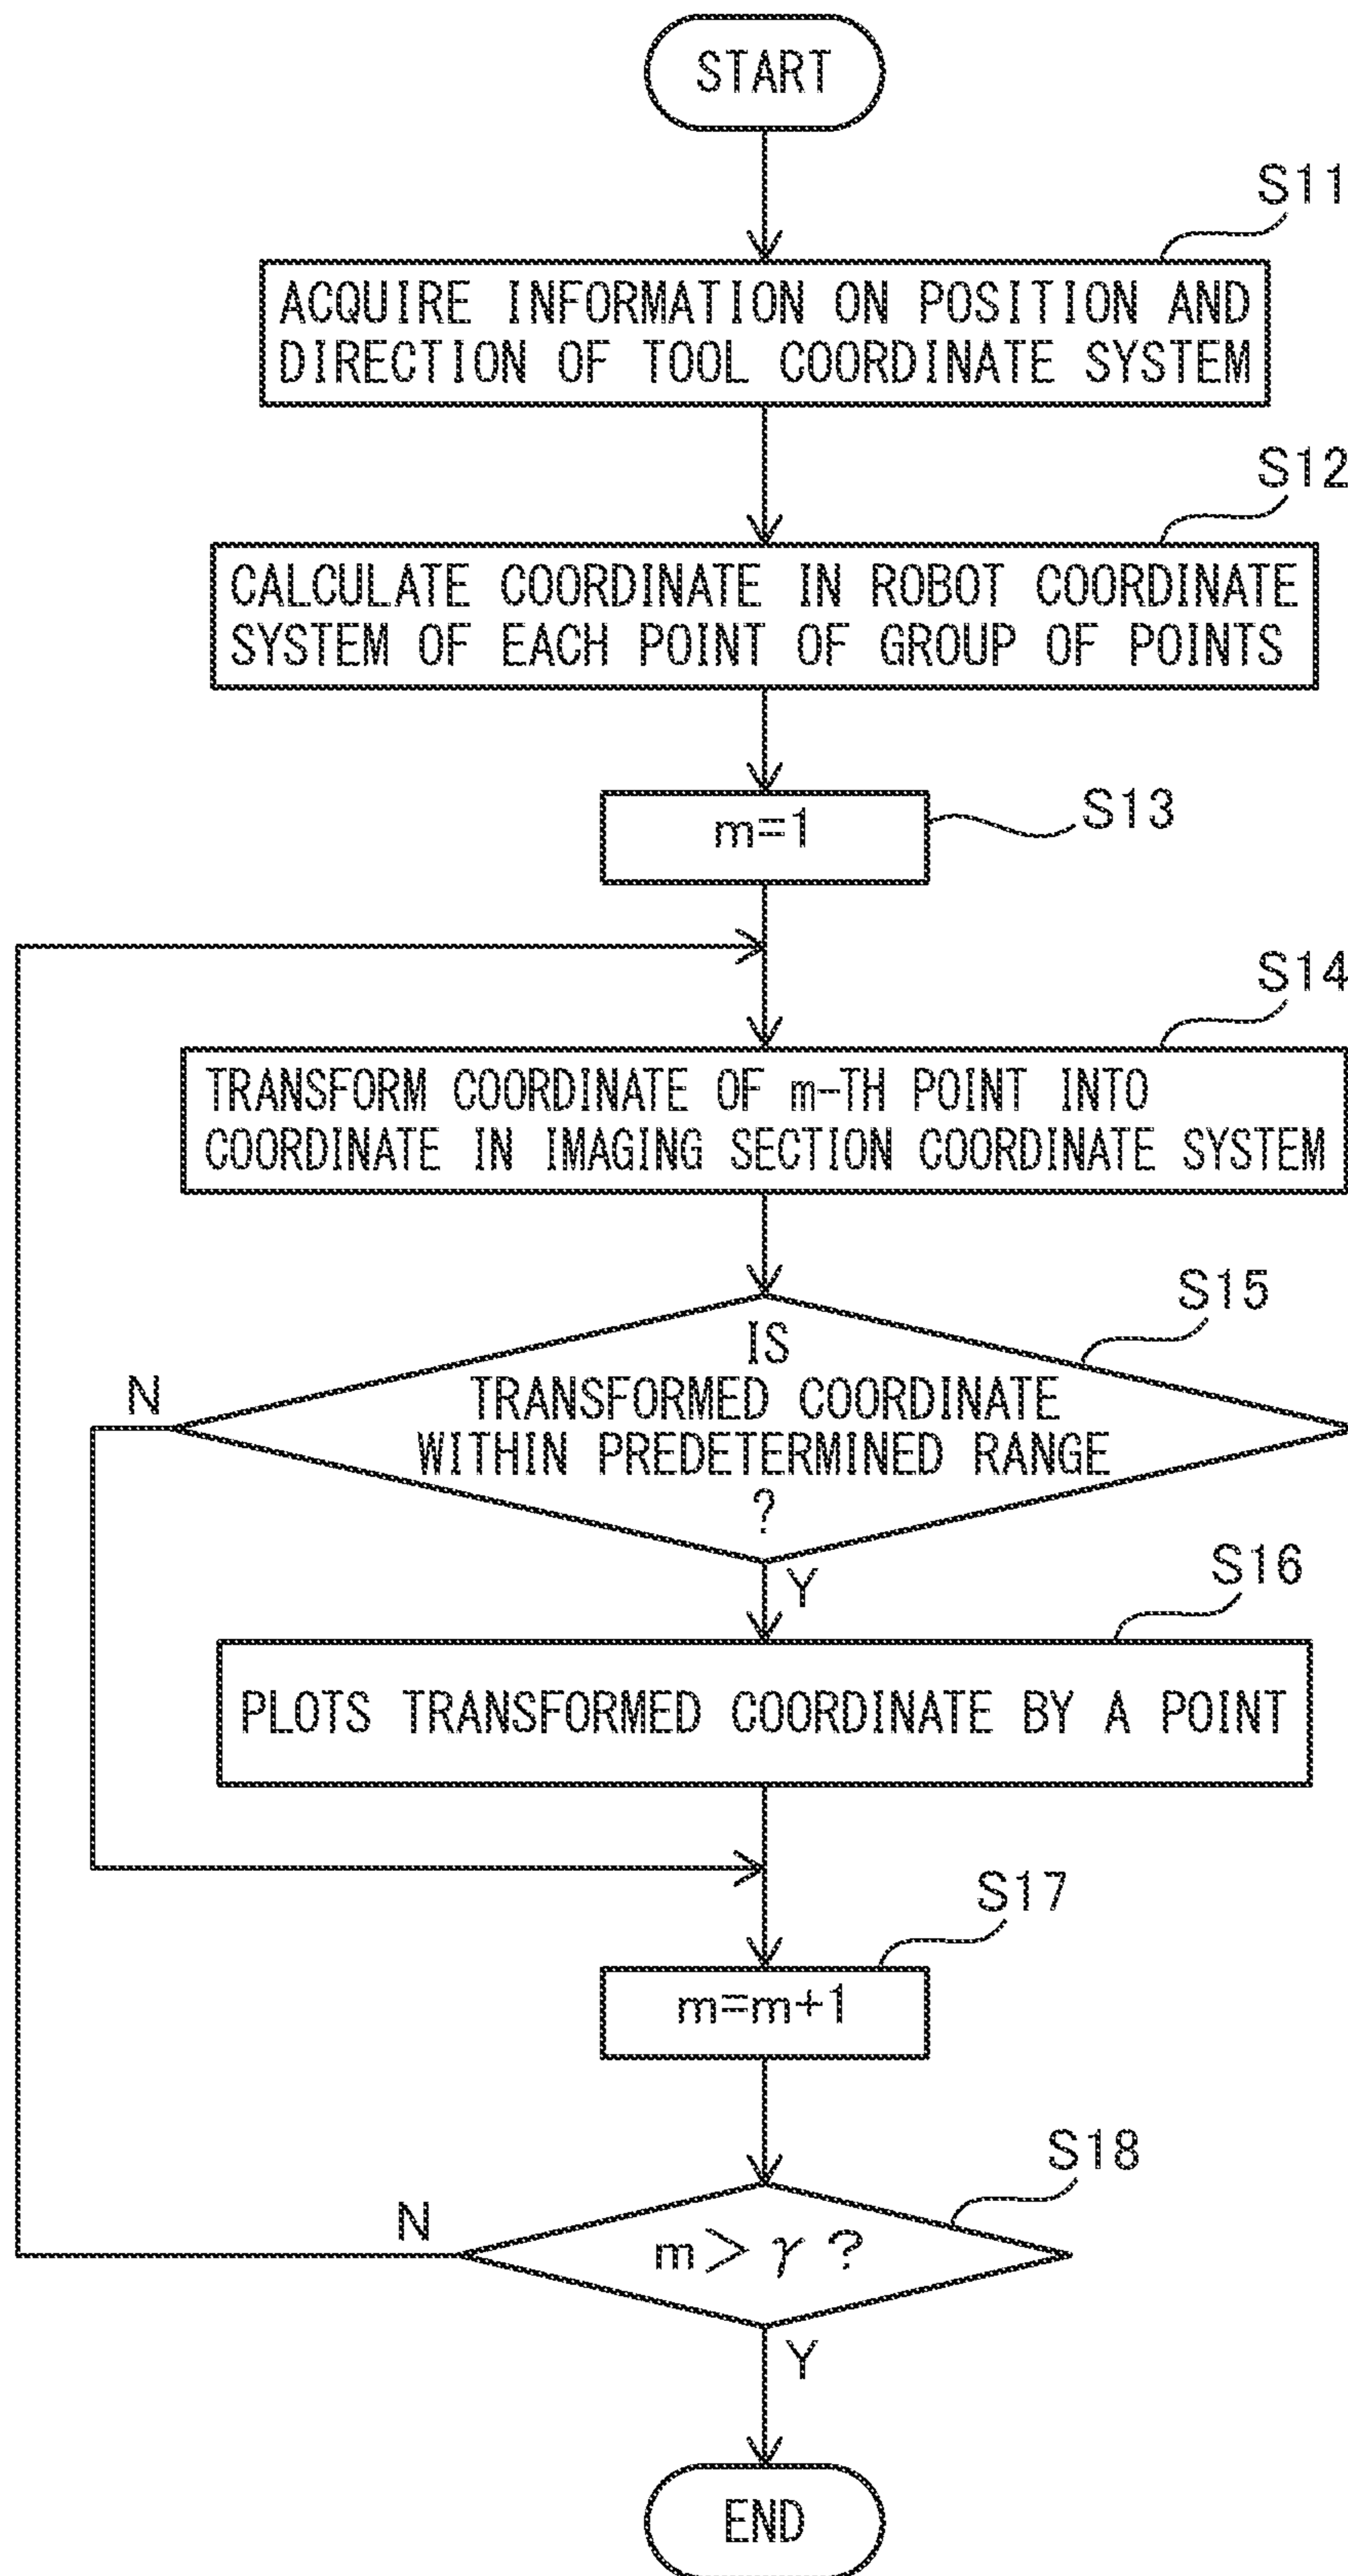 START
S11
ACQUIRE INFORMATION ON POSITION AND
DIRECTION OF TOOL COORDINATE SYSTEM
S12
CALCULATE COORDINATE IN ROBOT COORDINATE
SYSTEM OF EACH POINT OF GROUP OF POINTS
m=1
S13
S14
TRANSFORM COORDINATE OF m-TH POINT INTO
COORDINATE IN IMAGING SECTION COORDINATE SYSTEM
S15
IS
TRANSFORMED COORDINATE
WITHIN PREDETERMINED RANGE
?
N
Y
S16
PLOTS TRANSFORMED COORDINATE BY A POINT
S17
m=m+1
S18
m>γ?
N
Y
END